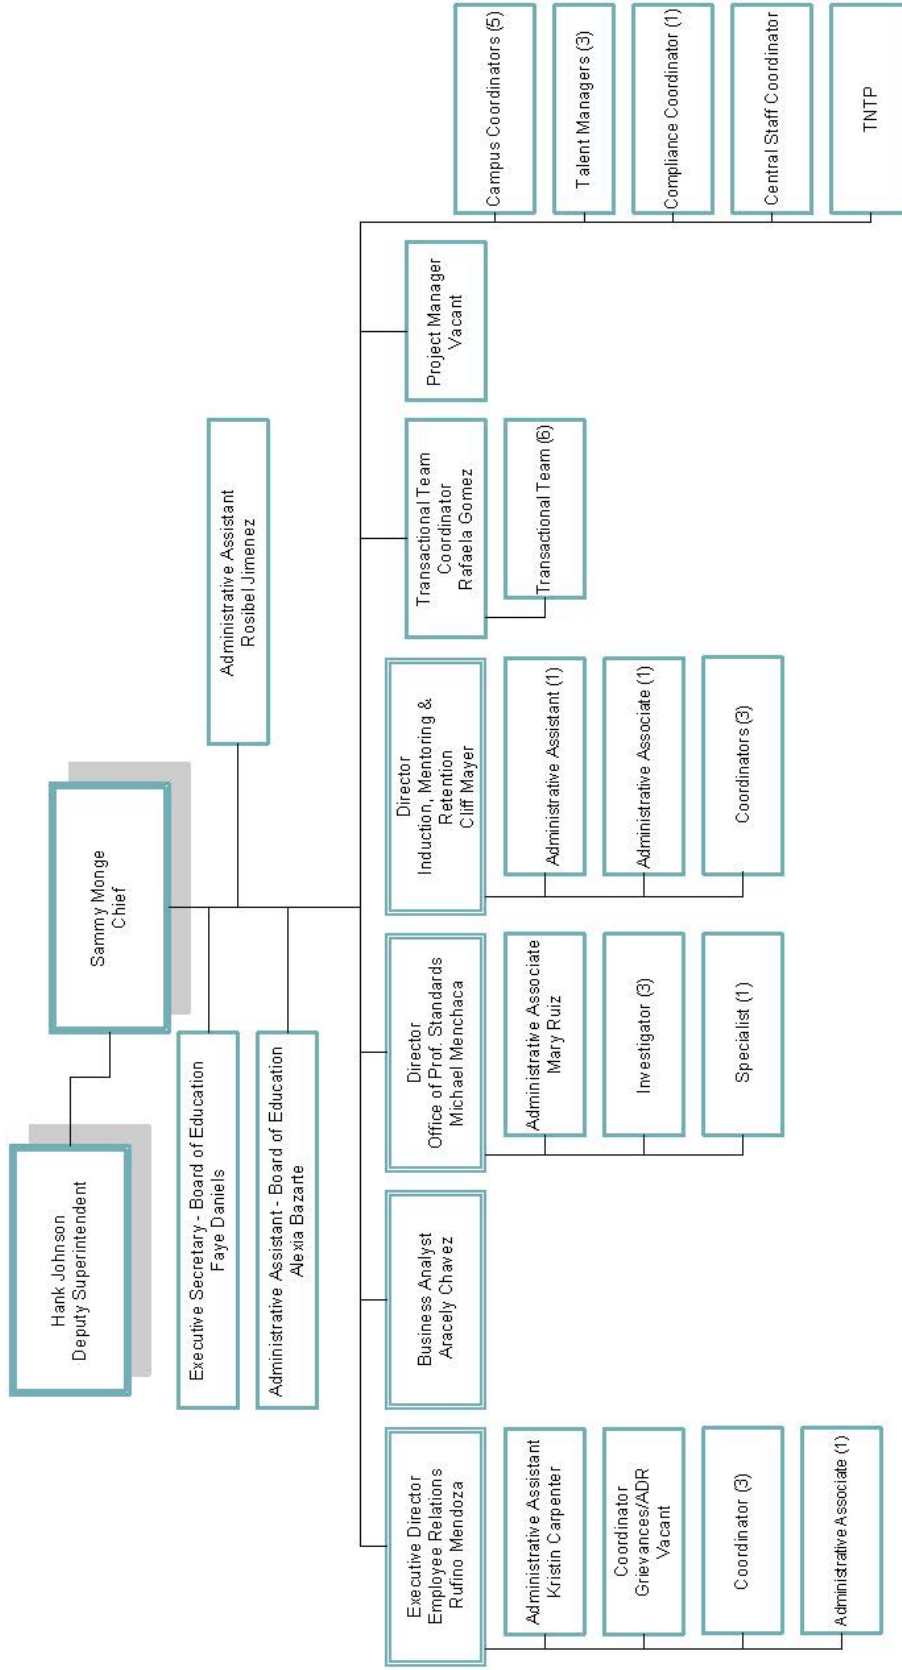 Hank Johnson
Deputy Superintendent
Sammy Monge
Chief
Executive Secretary - Board of Education
Faye Daniels
Administrative Assistant
Rosibel Jimenez
Administrative Assistant - Board of Education
Alexia Bazarte
Executive Director
Employee Relations
Rufino Mendoza
Administrative Assistant
Kristin Carpenter
Coordinator
Grievances/ADR
Vacant
Coordinator (3)
Administrative Associate (1)
Business Analyst
Aracely Chavez
Director
Office of Prof. Standards
Michael Menchaca
Administrative Associate
Mary Ruiz
Investigator (3)
Specialist (1)
Director
Induction, Mentoring &
Retention
Cliff Mayer
Administrative Assistant (1)
Administrative Associate (1)
Coordinators (3)
Transactional Team
Coordinator
Rafaela Gomez
Transactional Team (6)
Project Manager
Vacant
Campus Coordinators (5)
Talent Managers (3)
Compliance Coordinator (1)
Central Staff Coordinator
TNTP